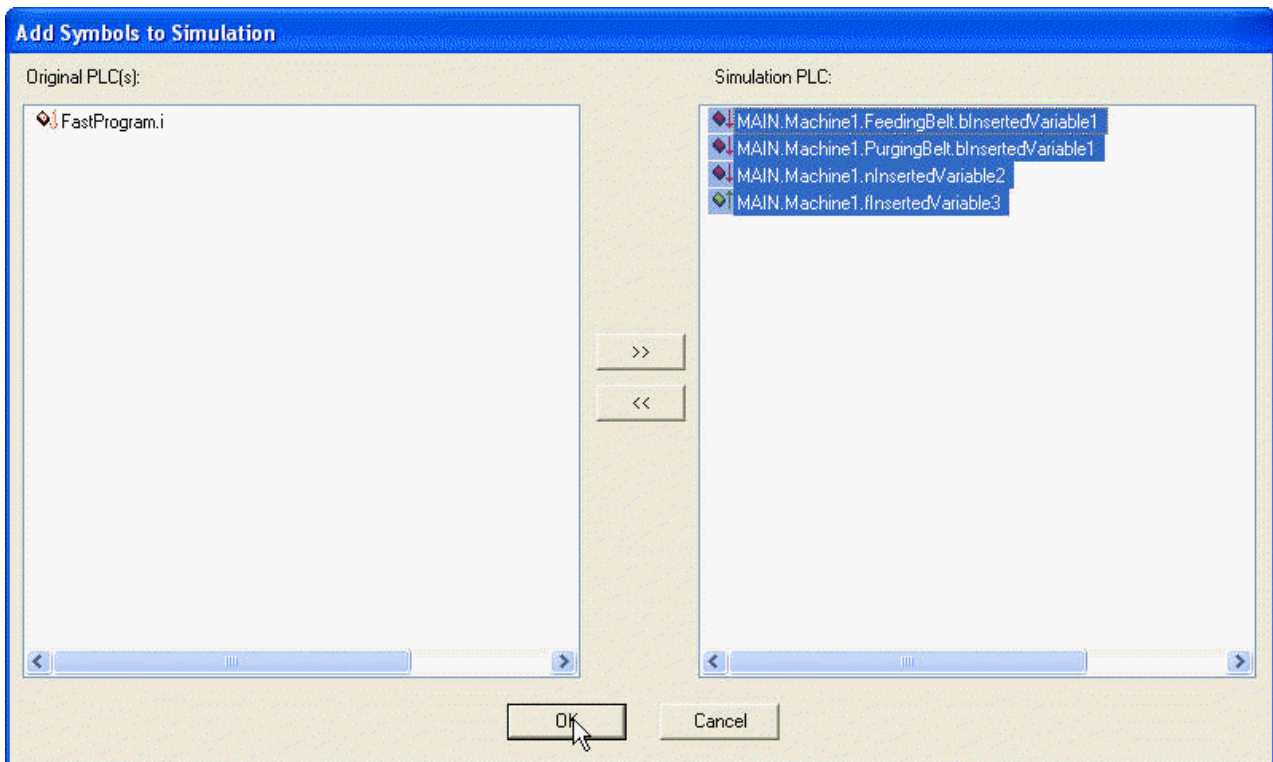 Add Symbols to Simulation
Original PLC(s):
Simulation PLC:
FastProgram.i
MAIN.Machine1.FeedingBelt.bInsertedVariable1
MAIN.Machine1.PurgingBelt.bInsertedVariable1
MAIN.Machine1.nInsertedVariable2
MAIN.Machine1.fInsertedVariable3
>>
<<
OK
Cancel